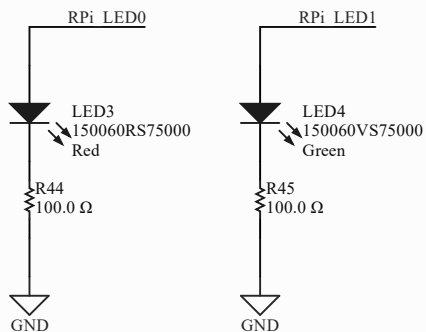 RPi_LED0
LED3
150060RS75000
Red
R44
100.0 Ω
GND
RPi_LED1
LED4
150060VS75000
Green
R45
100.0 Ω
GND